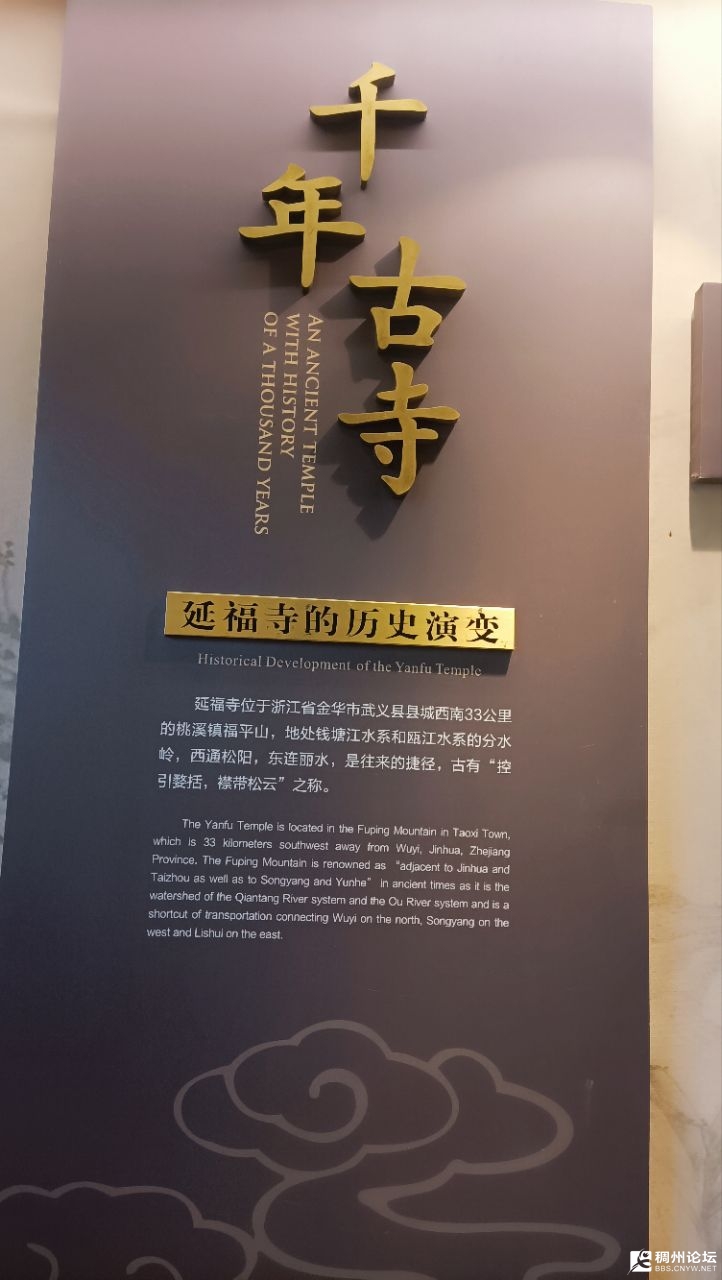 千年古寺
AN ANCIENT TEMPLE
WITH HISTORY
OF A THOUSAND YEARS
延福寺的历史演变
Historical Development of the Yanfu Temple
延福寺位于浙江省金华市武义县县城西南33公里
的桃溪镇福平山，地处钱塘江水系和瓯江水系的分水
岭，西通松阳，东连丽水，是往来的捷径，古有“控
引婺括，襟带松云”之称。
The Yanfu Temple is located in the Fuping Mountain in Taoxi Town,
which is 33 kilometers southwest away from Wuyi, Jinhua, Zhejiang
Province. The Fuping Mountain is renowned as “adjacent to Jinhua and
Taizhou as well as to Songyang and Yunhe” in ancient times as it is the
watershed of the Qiantang River system and the Ou River system and is a
shortcut of transportation connecting Wuyi on the north, Songyang on the
west and Lishui on the east.
稠州论坛
BBS.CNYW.NET